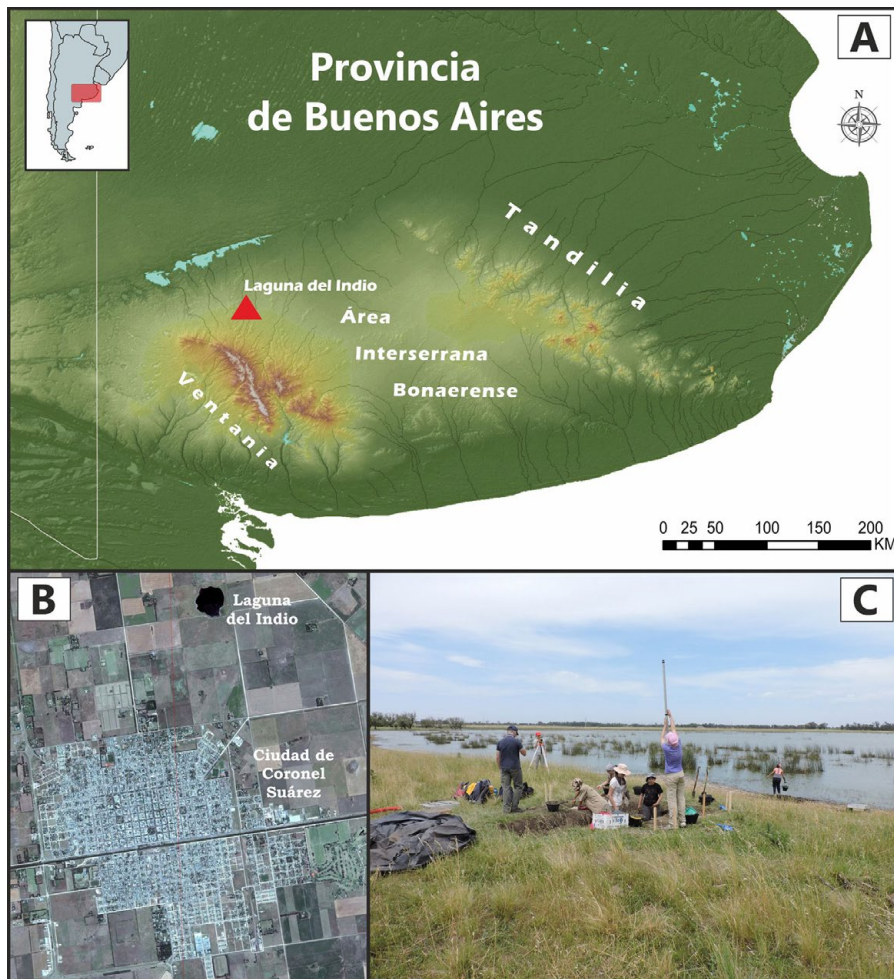 A
Provincia
de Buenos Aires
N
Tandilia
Laguna del Indio
Área
Interserrana
Bonaerense
Ventania
0 25 50 100 150 200
KM
B
Laguna
del Indio
Ciudad de
Coronel
Suárez
C